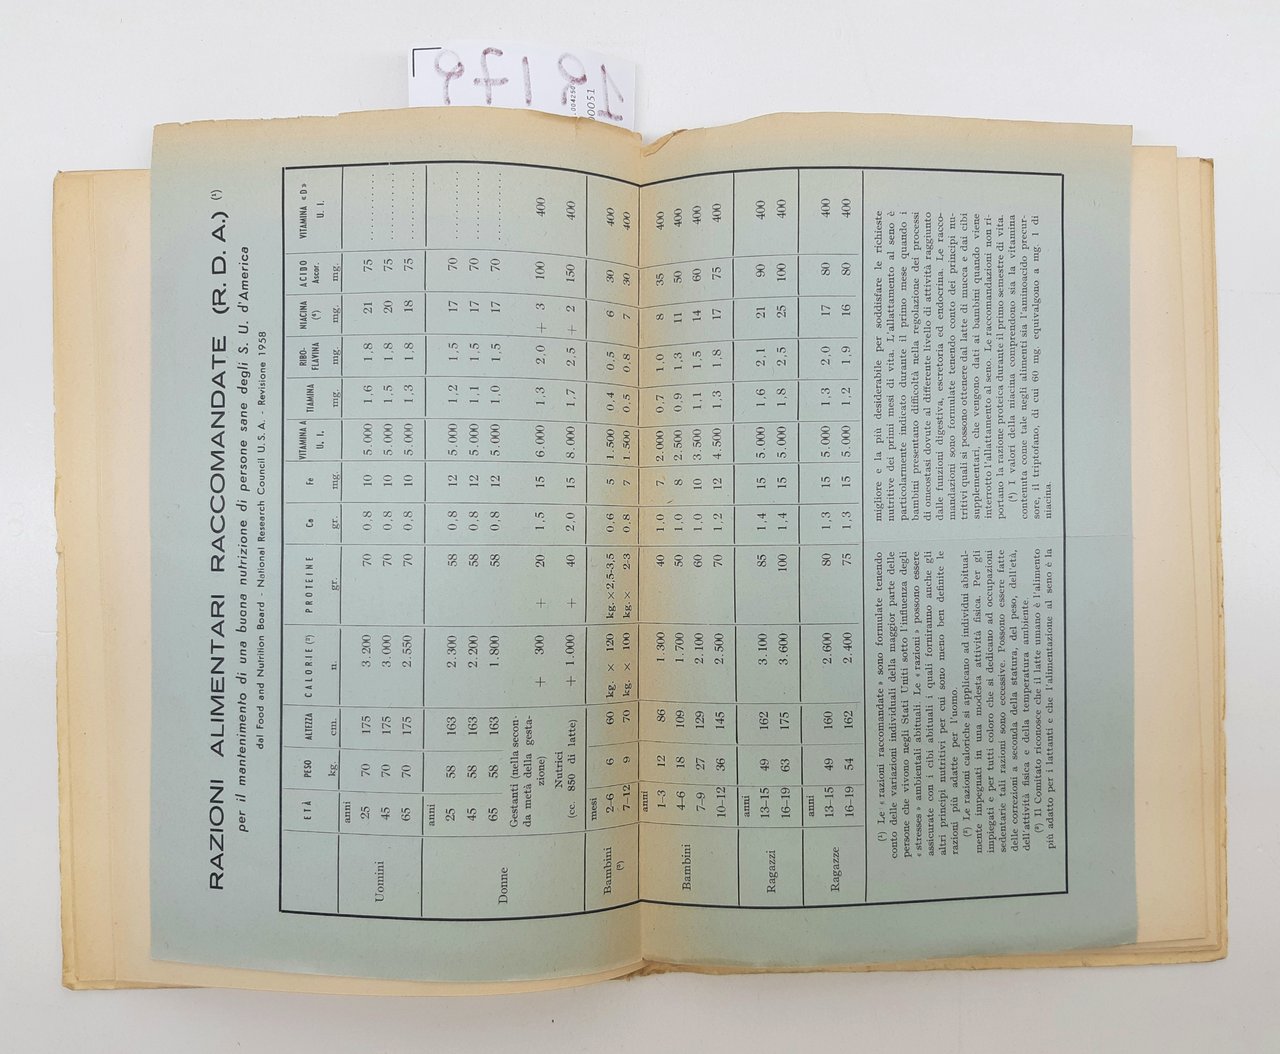 RAZIONI ALIMENTARI RACCOMANDATE (R. D. A.) (¹)
per il mantenimento di una buona nutrizione di persone sane degli S. U. d'America
dal Food and Nutrition Board - National Research Council U. S. A. - Revisione 1958
ETÀ PESO kg. ALTEZZA cm. CALORIE (²) n. PROTEINE gr. Ca gr. Fe mg. VITAMINA A U. I. TIAMINA mg. RIBO-FLAVINA mg. NIACINA (⁴) mg. ACIDO Ascor. mg. VITAMINA «D» U. I.
Uomini
anni
25 70 175 3.200 70 0,8 10 5.000 1,6 1,8 21 75 ..........
45 70 175 3.000 70 0,8 10 5.000 1,5 1,8 20 75 ..........
65 70 175 2.550 70 0,8 10 5.000 1,3 1,8 18 75 ..........
Donne
anni
25 58 163 2.300 58 0,8 12 5.000 1,2 1,5 17 70 ..........
45 58 163 2.200 58 0,8 12 5.000 1,1 1,5 17 70 ..........
65 58 163 1.800 58 0,8 12 5.000 1,0 1,5 17 70 ..........
Gestanti (nella secon-
da metà della gesta-
zione) + 300 + 20 1,5 15 6.000 1,3 2,0 + 3 100 400
Nutrici
(cc. 850 di latte) + 1.000 + 40 2,0 15 8.000 1,7 2,5 + 2 150 400
Bambini (³)
mesi
2-6 6 60 kg. × 120 kg. × 2,5-3,5 0,6 5 1.500 0,4 0,5 6 30 400
7-12 9 70 kg. × 100 kg. × 2-3 0,8 7 1.500 0,5 0,8 7 30 400
Bambini
anni
1-3 12 86 1.300 40 1,0 7 2.000 0,7 1,0 8 35 400
4-6 18 109 1.700 50 1,0 8 2.500 0,9 1,3 11 50 400
7-9 27 129 2.100 60 1,0 10 3.500 1,1 1,5 14 60 400
10-12 36 145 2.500 70 1,2 12 4.500 1,3 1,8 17 75 400
Ragazzi
anni
13-15 49 162 3.100 85 1,4 15 5.000 1,6 2,1 21 90 400
16-19 63 175 3.600 100 1,4 15 5.000 1,8 2,5 25 100 400
Ragazze
anni
13-15 49 160 2.600 80 1,3 15 5.000 1,3 2,0 17 80 400
16-19 54 162 2.400 75 1,3 15 5.000 1,2 1,9 16 80 400
(¹) Le « razioni raccomandate » sono formulate tenendo
conto delle variazioni individuali della maggior parte delle
persone che vivono negli Stati Uniti sotto l'influenza degli
« stresses » ambientali abituali. Le « razioni » possono essere
assicurate con i cibi abituali i quali forniranno anche gli
altri principi nutritivi per cui sono meno ben definite le
razioni più adatte per l'uomo.
(²) Le razioni caloriche si applicano ad individui abitual-
mente impegnati in una modesta attività fisica. Per gli
impiegati e per tutti coloro che si dedicano ad occupazioni
sedentarie tali razioni sono eccessive. Possono essere fatte
delle correzioni a seconda della statura, del peso, dell'età,
dell'attività fisica e della temperatura ambiente.
(³) Il Comitato riconosce che il latte umano è l'alimento
più adatto per i lattanti e che l'alimentazione al seno è la
migliore e la più desiderabile per soddisfare le richieste
nutritive dei primi mesi di vita. L'allattamento al seno è
particolarmente indicato durante il primo mese quando i
bambini presentano difficoltà nella regolazione dei processi
di omeostasi dovute al differente livello di attività raggiunto
dalle funzioni digestiva, escretoria ed endocrina. Le racco-
mandazioni sono formulate tenendo conto dei principi nu-
tritivi quali si possono ottenere dal latte di mucca e dai cibi
supplementari, che vengono dati ai bambini quando viene
interrotto l'allattamento al seno. Le raccomandazioni non ri-
portano la razione proteica durante il primo semestre di vita.
(⁴) I valori della niacina comprendono sia la vitamina
contenuta come tale negli alimenti sia l'aminoacido precur-
sore, il triptofano, di cui 60 mg equivalgono a mg. 1 di
niacina.